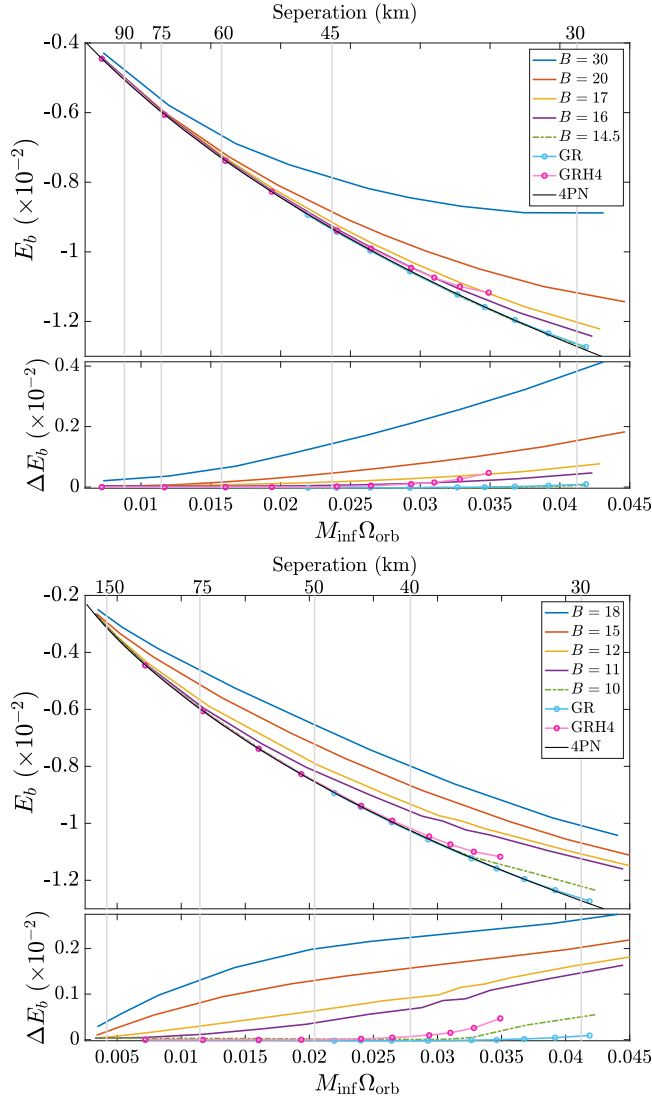 Seperation (km)
90 75 60 45 30
-0.4
-0.6
-0.8
-1
-1.2
E_b (×10^-2)
B = 30
B = 20
B = 17
B = 16
B = 14.5
GR
GRH4
4PN
0.4
0.2
0
ΔE_b (×10^-2)
0.01 0.015 0.02 0.025 0.03 0.035 0.04 0.045
M_inf Ω_orb
Seperation (km)
150 75 50 40 30
-0.2
-0.4
-0.6
-0.8
-1
-1.2
E_b (×10^-2)
B = 18
B = 15
B = 12
B = 11
B = 10
GR
GRH4
4PN
0.2
0.1
0
ΔE_b (×10^-2)
0.005 0.01 0.015 0.02 0.025 0.03 0.035 0.04 0.045
M_inf Ω_orb